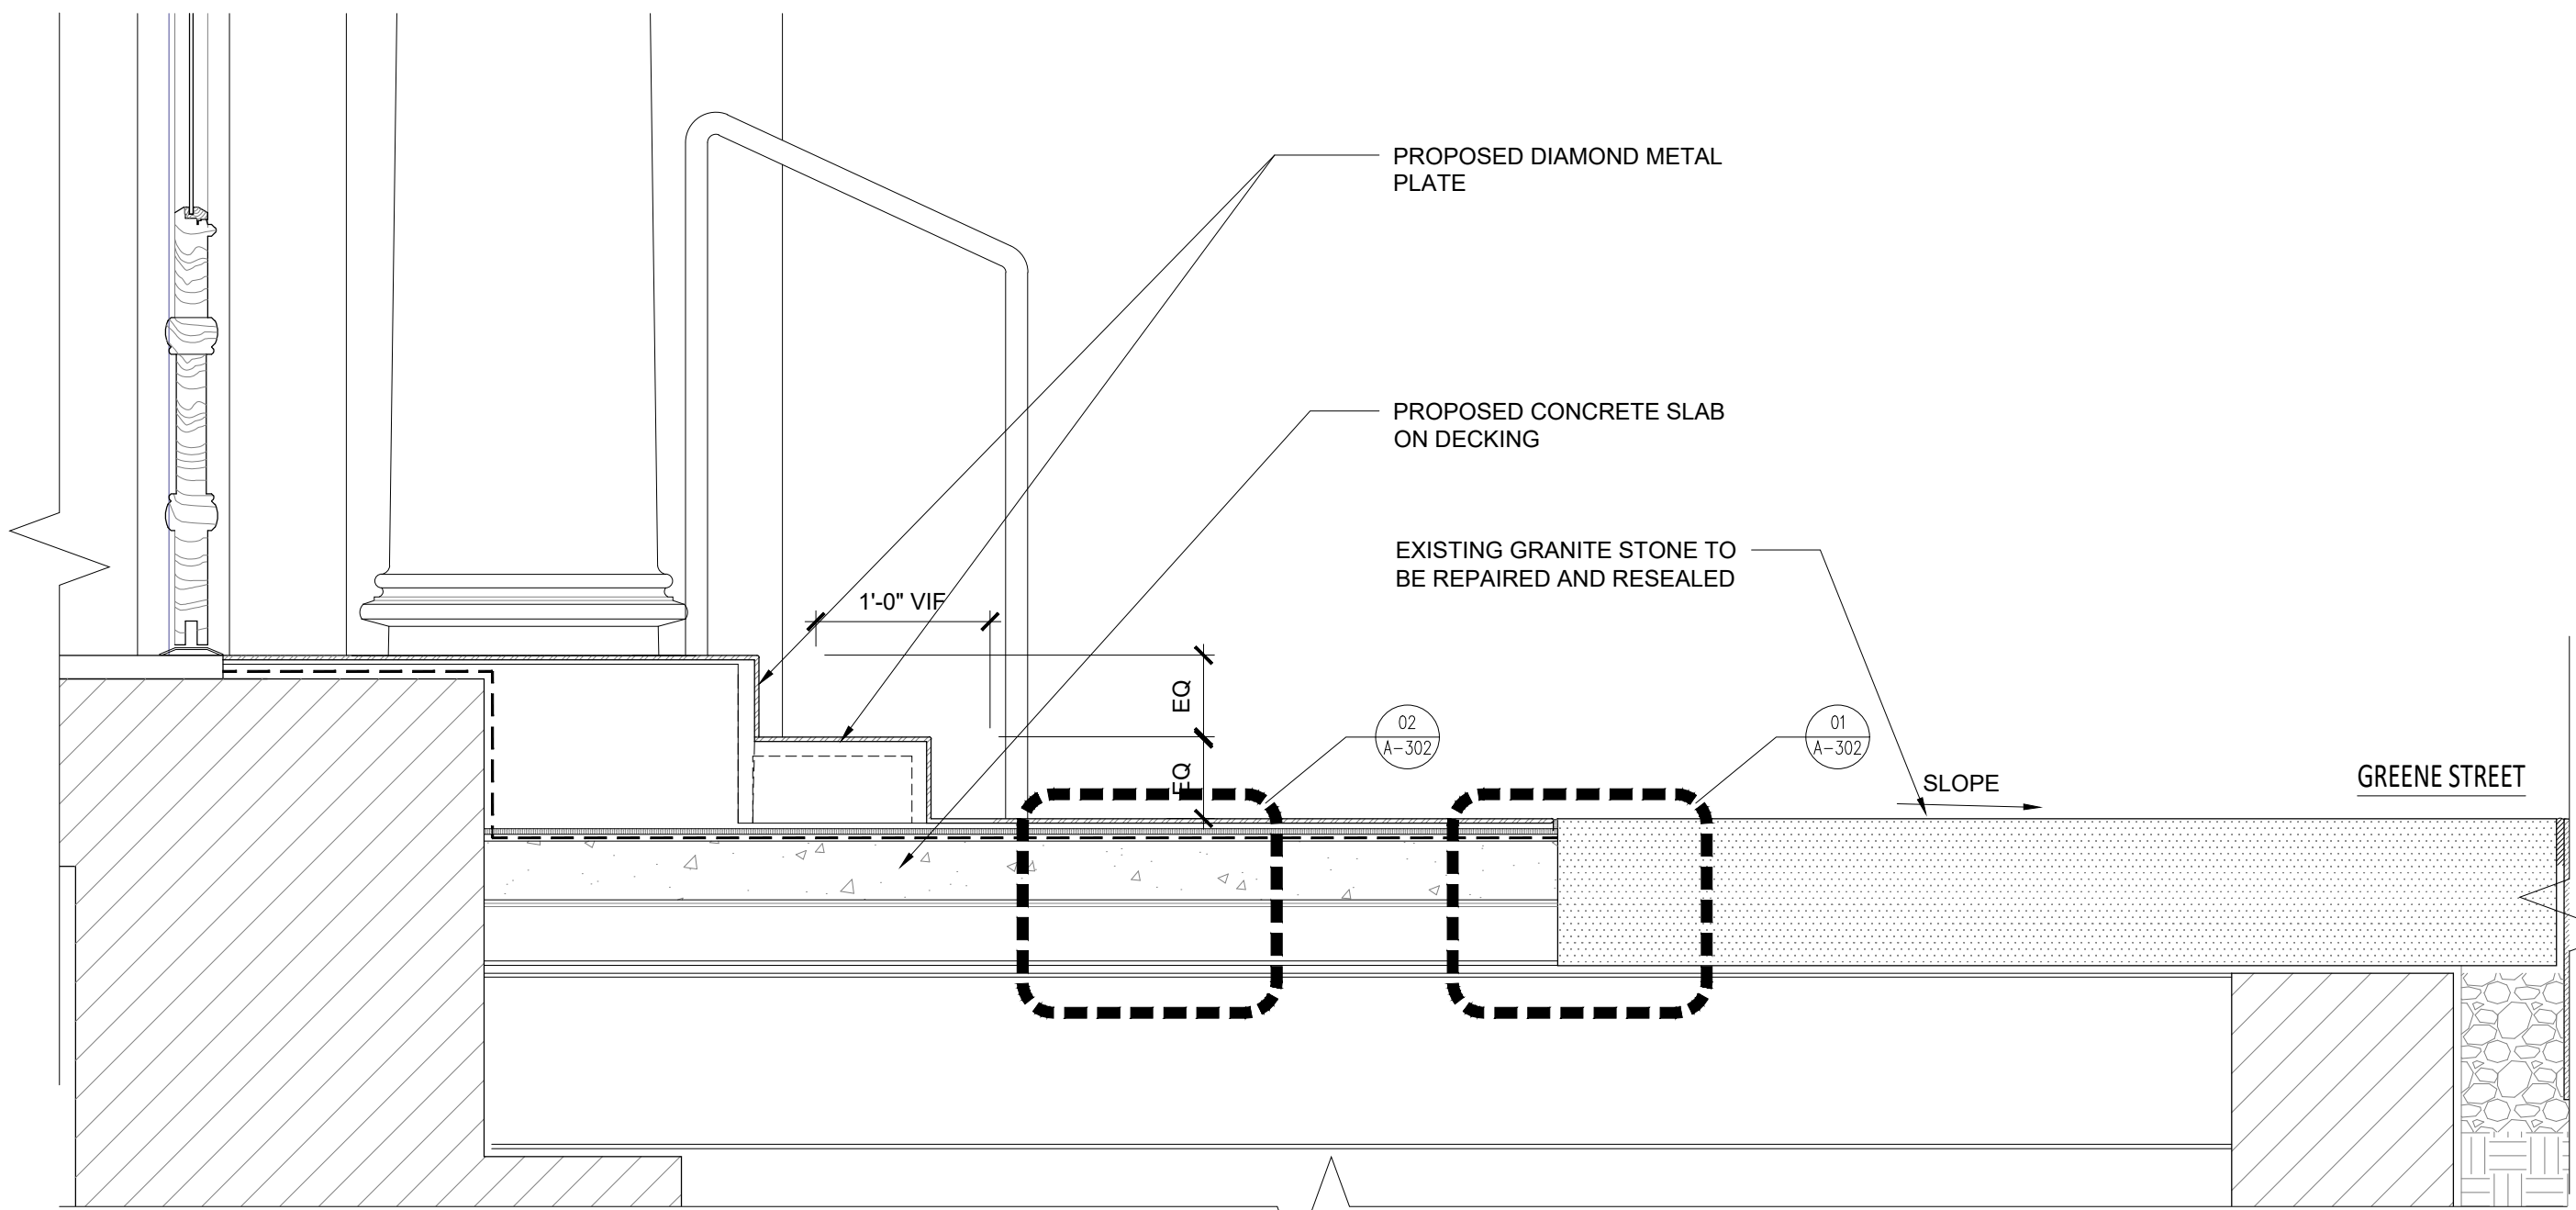 PROPOSED DIAMOND METAL
PLATE
PROPOSED CONCRETE SLAB
ON DECKING
EXISTING GRANITE STONE TO
BE REPAIRED AND RESEALED
1'-0" VIF
EQ
EQ
02
A-302
01
A-302
SLOPE
GREENE STREET